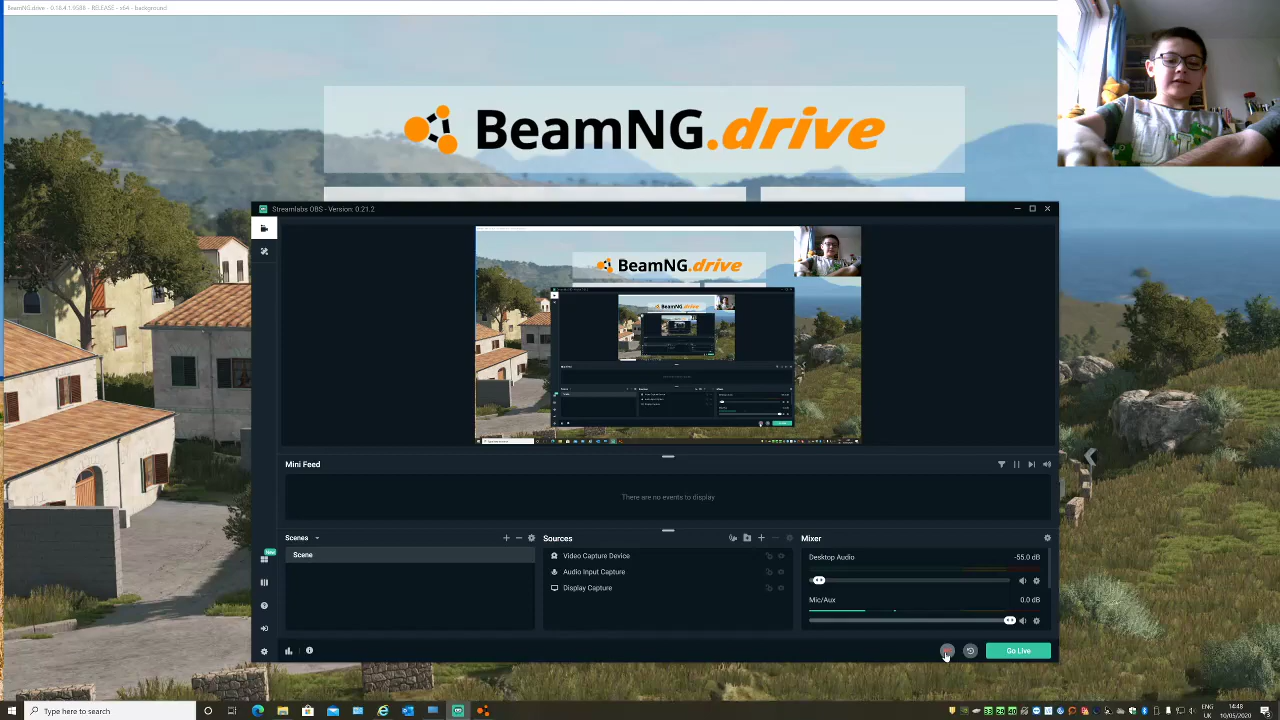 BeamNG.drive - 0.18.4.1.9586 - RELEASE - x64 - background
BeamNG.drive
Streamlabs OBS - Version: 0.21.2
BeamNG.drive
BeamNG.drive
Mini Feed
There are no events to display
Scenes
Sources
Mixer
Scene
Video Capture Device
Audio Input Capture
Display Capture
Desktop Audio
-55.0 dB
Mic/Aux
0.0 dB
New
Go Live
Type here to search
ENG
UK
14:48
10/05/2020